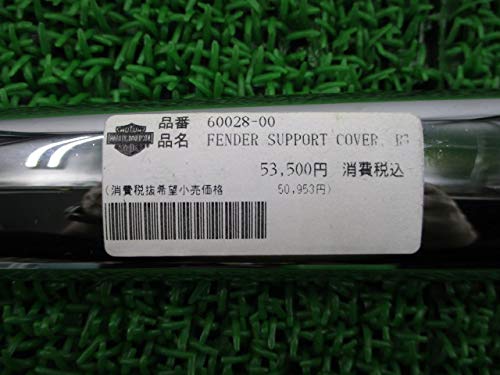 品番 60028-00
品名 FENDER SUPPORT COVER,
53,500円 消費税込
(消費税抜希望小売価格 50,953円)